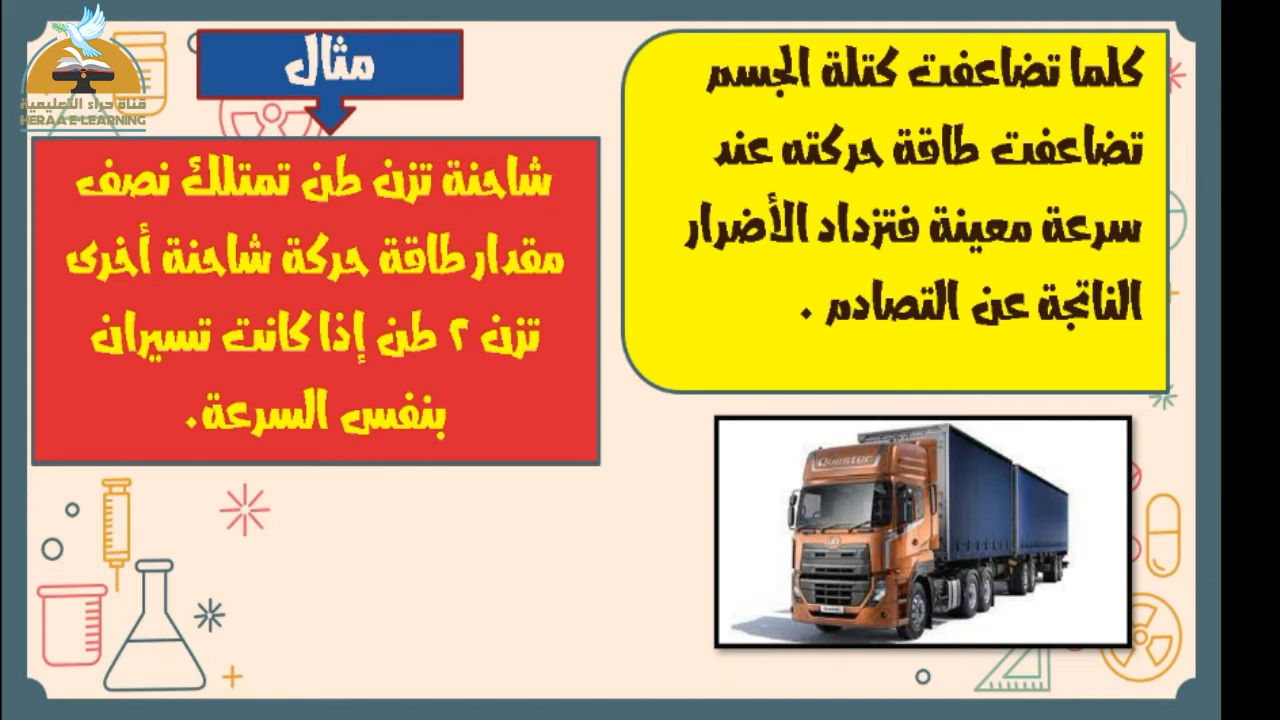 كلما تضاعفت كتلة الجسم
تضاعفت طاقة حركته عند
سرعة معينة فتزداد الأضرار
الناتجة عن التصادم .
مثال
شاحنة تزن طن تمتلك نصف
مقدار طاقة حركة شاحنة أخرى
تزن ٢ طن إذا كانت تسيران
بنفس السرعة.
قناة حراء التعليمية
HERAA E-LEARNING
Quester